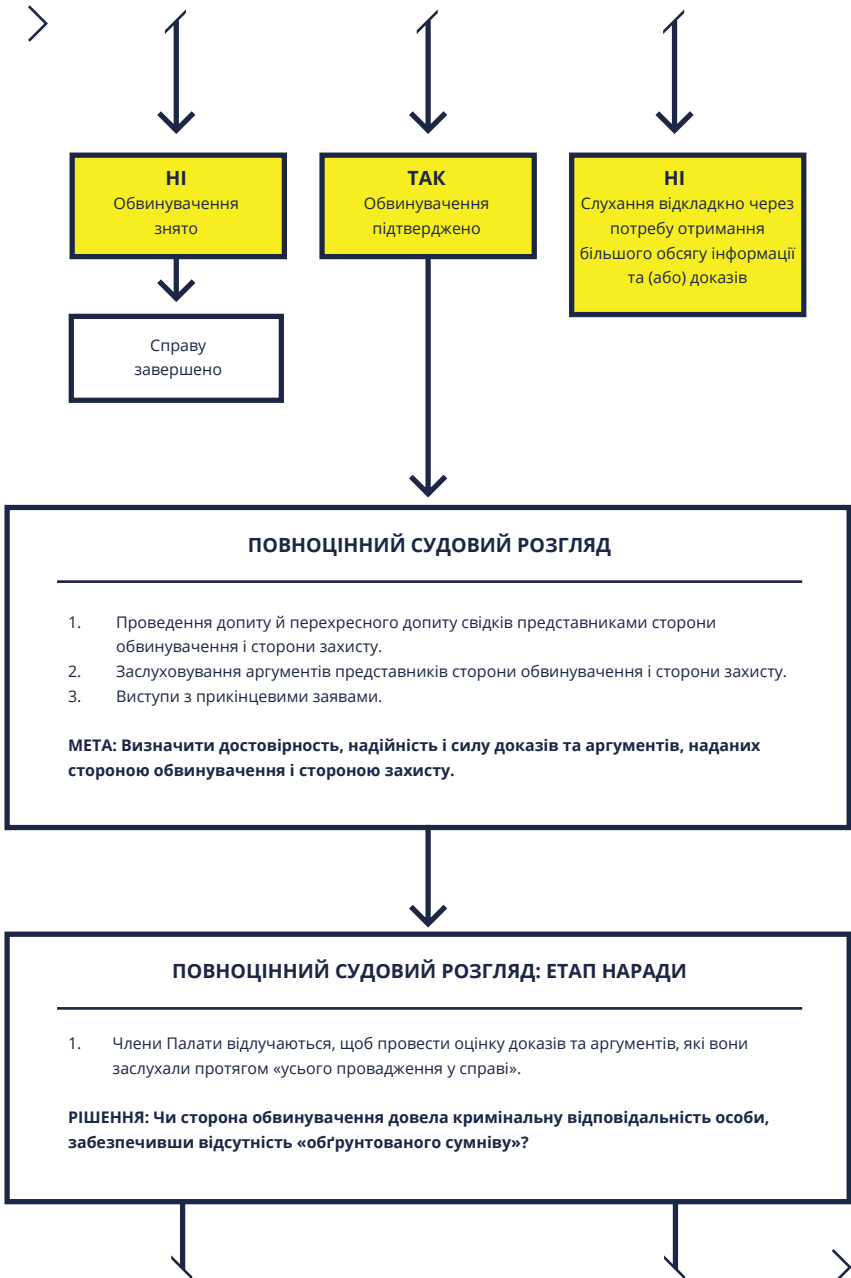 НІ
Обвинувачення
знято
ТАК
Обвинувачення
підтверджено
НІ
Слухання відкладкно через
потребу отримання
більшого обсягу інформації
та (або) доказів
Справу
завершено
ПОВНОЦІННИЙ СУДОВИЙ РОЗГЛЯД
1. Проведення допиту й перехресного допиту свідків представниками сторони
обвинувачення і сторони захисту.
2. Заслуховування аргументів представників сторони обвинувачення і сторони захисту.
3. Виступи з прикінцевими заявами.
МЕТА: Визначити достовірність, надійність і силу доказів та аргументів, наданих
стороною обвинувачення і стороною захисту.
ПОВНОЦІННИЙ СУДОВИЙ РОЗГЛЯД: ЕТАП НАРАДИ
1. Члени Палати відлучаються, щоб провести оцінку доказів та аргументів, які вони
заслухали протягом «усього провадження у справі».
РІШЕННЯ: Чи сторона обвинувачення довела кримінальну відповідальність особи,
забезпечивши відсутність «обґрунтованого сумніву»?